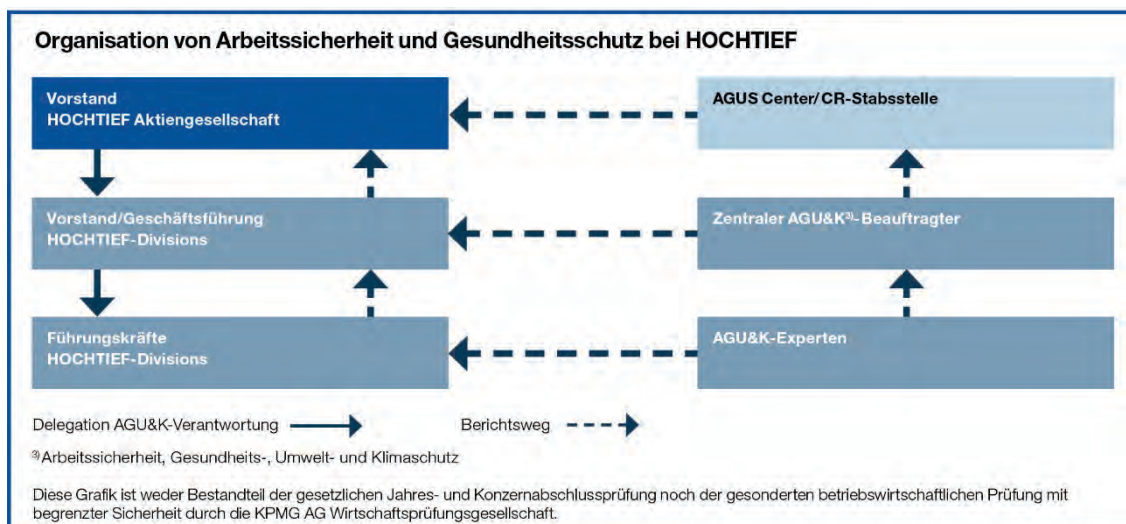 Organisation von Arbeitssicherheit und Gesundheitsschutz bei HOCHTIEF
Vorstand
HOCHTIEF Aktiengesellschaft
AGUS Center/CR-Stabsstelle
Vorstand/Geschäftsführung
HOCHTIEF-Divisions
Zentraler AGU&K³⁾-Beauftragter
Führungskräfte
HOCHTIEF-Divisions
AGU&K-Experten
Delegation AGU&K-Verantwortung
Berichtsweg
³⁾Arbeitssicherheit, Gesundheits-, Umwelt- und Klimaschutz
Diese Grafik ist weder Bestandteil der gesetzlichen Jahres- und Konzernabschlussprüfung noch der gesonderten betriebswirtschaftlichen Prüfung mit
begrenzter Sicherheit durch die KPMG AG Wirtschaftsprüfungsgesellschaft.